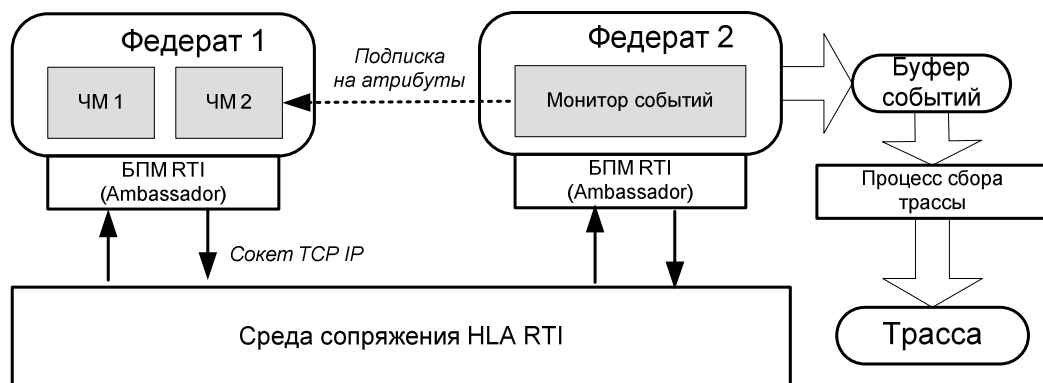 Федерат 1
ЧМ 1
ЧМ 2
Подписка
на атрибуты
Федерат 2
Монитор событий
Буфер
событий
БПМ RTI
(Ambassador)
БПМ RTI
(Ambassador)
Процесс сбора
трассы
Сокет TCP IP
Среда сопряжения HLA RTI
Трасса